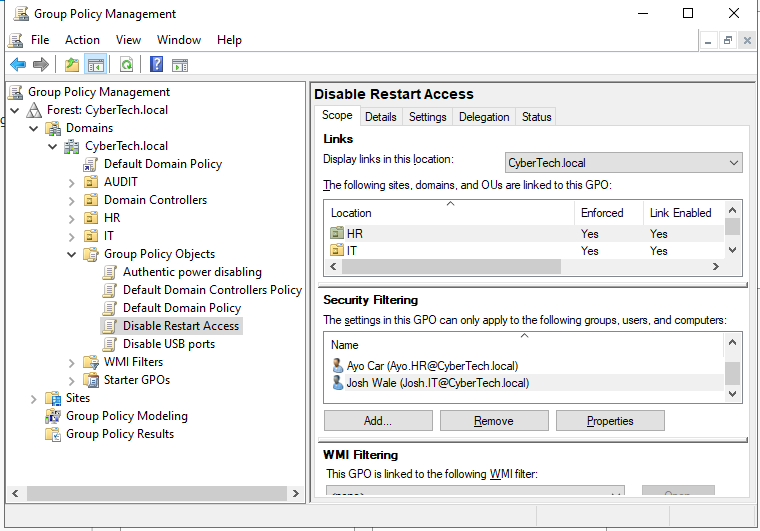 Group Policy Management
File Action View Window Help
Group Policy Management
Forest: CyberTech.local
Domains
CyberTech.local
Default Domain Policy
AUDIT
Domain Controllers
HR
IT
Group Policy Objects
Authentic power disabling
Default Domain Controllers Policy
Default Domain Policy
Disable Restart Access
Disable USB ports
WMI Filters
Starter GPOs
Sites
Group Policy Modeling
Group Policy Results
Disable Restart Access
Scope Details Settings Delegation Status
Links
Display links in this location: CyberTech.local
The following sites, domains, and OUs are linked to this GPO:
Location Enforced Link Enabled
HR Yes Yes
IT Yes Yes
Security Filtering
The settings in this GPO can only apply to the following groups, users, and computers:
Name
Ayo Car (Ayo.HR@CyberTech.local)
Josh Wale (Josh.IT@CyberTech.local)
Add... Remove Properties
WMI Filtering
This GPO is linked to the following WMI filter:
<none> Open